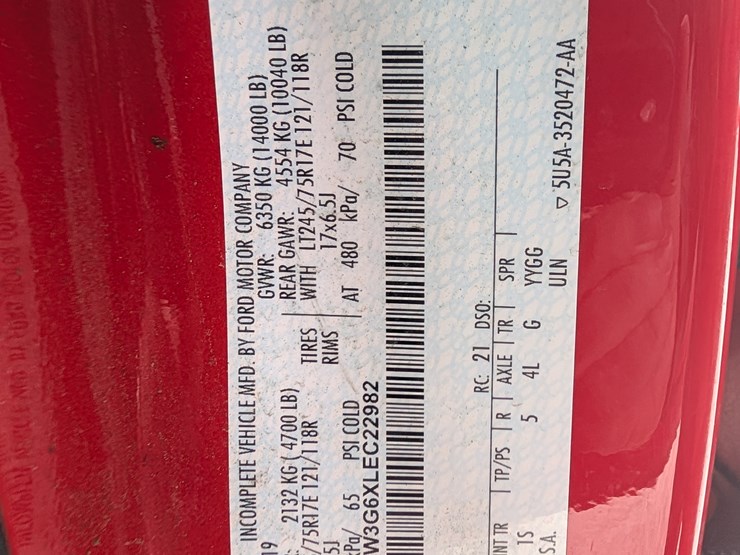 19 INCOMPLETE VEHICLE MFD. BY FORD MOTOR COMPANY
GVWR: 6350 KG (14000 LB)
2132 KG ( 4700 LB) REAR GAWR: 4554 KG (10040 LB)
/75R17E 121/118R TIRES WITH LT245/75R17E 121/118R
5J RIMS 17x6.5J
kPa/ 65 PSI COLD AT 480 kPa/ 70 PSI COLD
W3G6XLEC22982
RC: 21 DSO:
NT TR TP/PS R AXLE TR SPR
1S 5 4L G YYGG
S.A. ULN
▽ 5U5A-3520472-AA